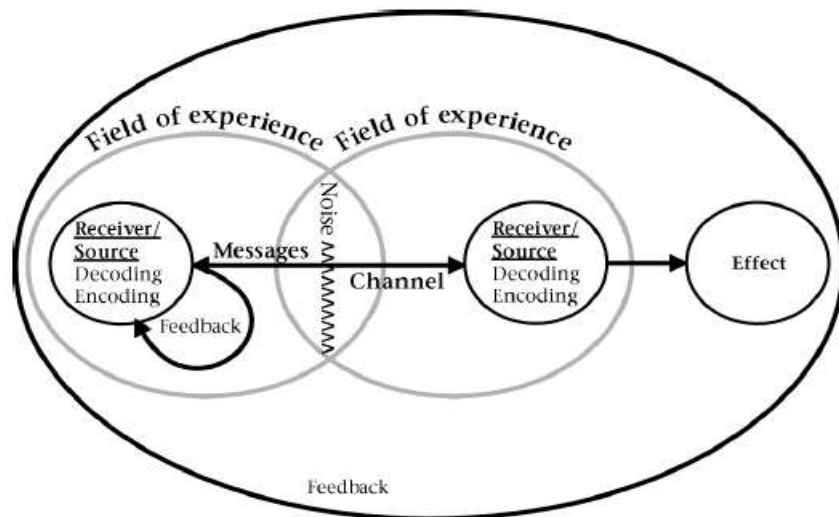 Field of experience
Field of experience
Noise
Receiver/
Source
Decoding
Encoding
Messages
Channel
Feedback
Receiver/
Source
Decoding
Encoding
Effect
Feedback